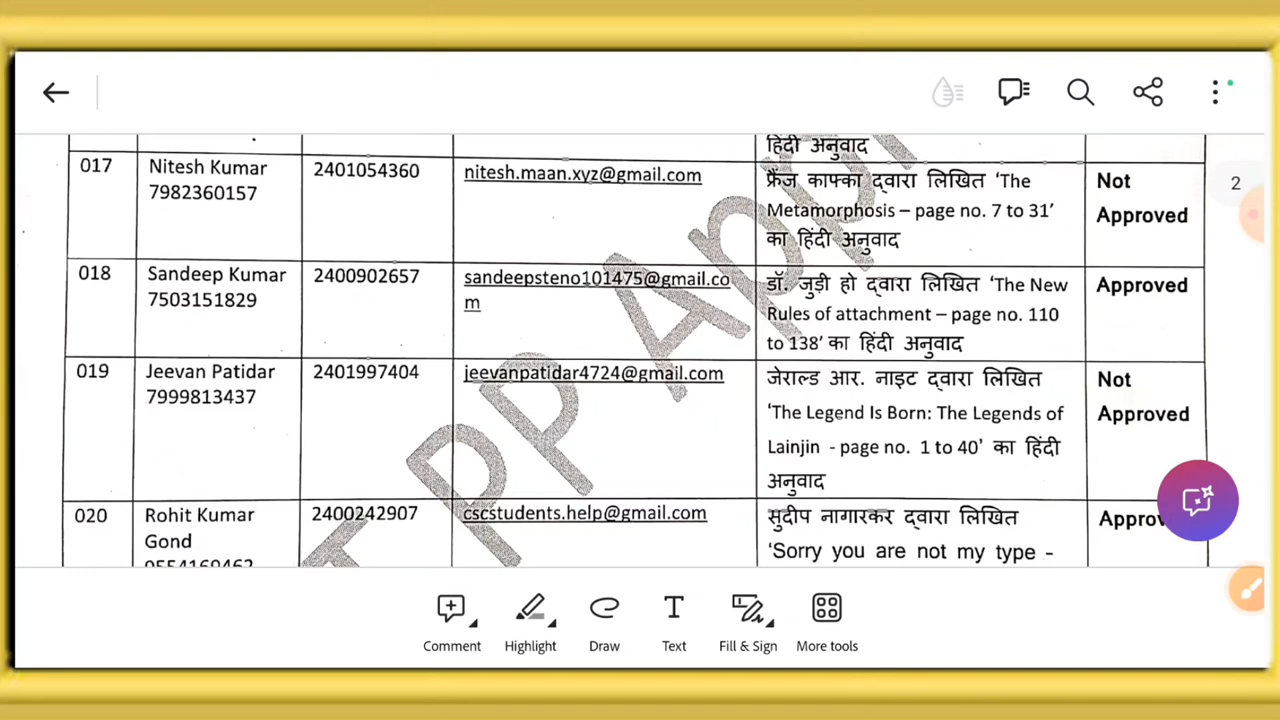 हिंदी अनुवाद
017 Nitesh Kumar 2401054360 nitesh.maan.xyz@gmail.com फ्रैंज काफ्का द्वारा लिखित ‘The Not
7982360157 Metamorphosis – page no. 7 to 31’ Approved
का हिंदी अनुवाद
2
018 Sandeep Kumar 2400902657 sandeepsteno101475@gmail.co डॉ. जुड़ी हो द्वारा लिखित ‘The New Approved
7503151829 m Rules of attachment – page no. 110
to 138’ का हिंदी अनुवाद
019 Jeevan Patidar 2401997404 jeevanpatidar4724@gmail.com जेराल्ड आर. नाइट द्वारा लिखित Not
7999813437 ‘The Legend Is Born: The Legends of Approved
Lainjin - page no. 1 to 40’ का हिंदी
अनुवाद
020 Rohit Kumar 2400242907 cscstudents.help@gmail.com सुदीप नागारकर द्वारा लिखित
Gond ‘Sorry you are not my type -
T PP Appr
Comment Highlight Draw Text Fill & Sign More tools